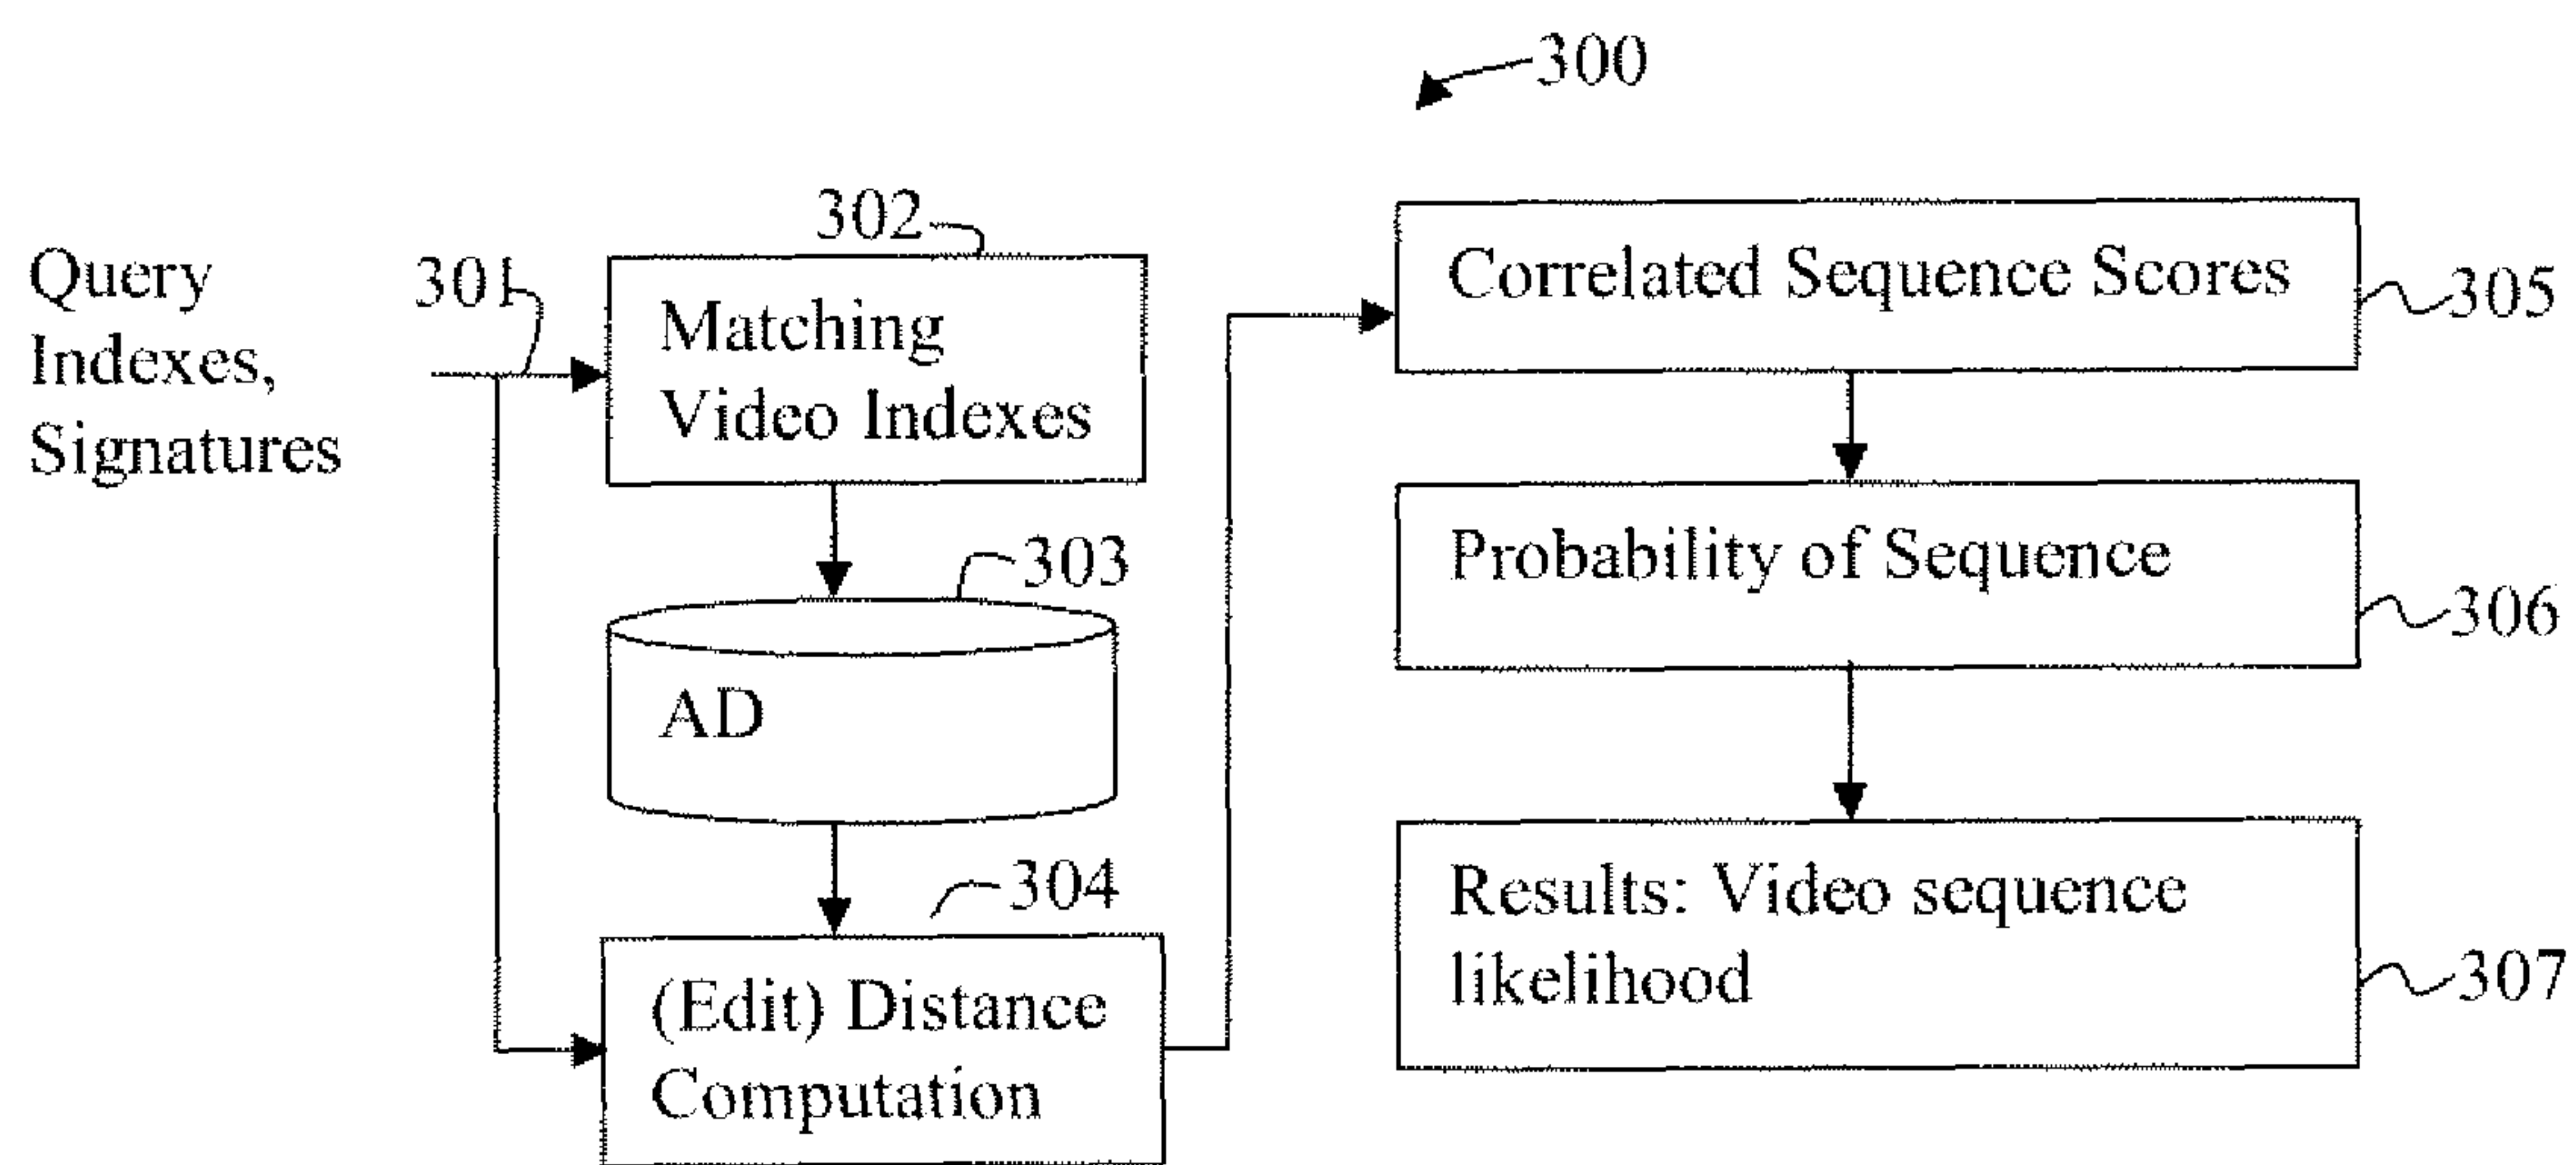 300
Query
Indexes,
Signatures
301
302
Matching
Video Indexes
303
AD
304
(Edit) Distance
Computation
Correlated Sequence Scores
305
Probability of Sequence
306
Results: Video sequence
likelihood
307